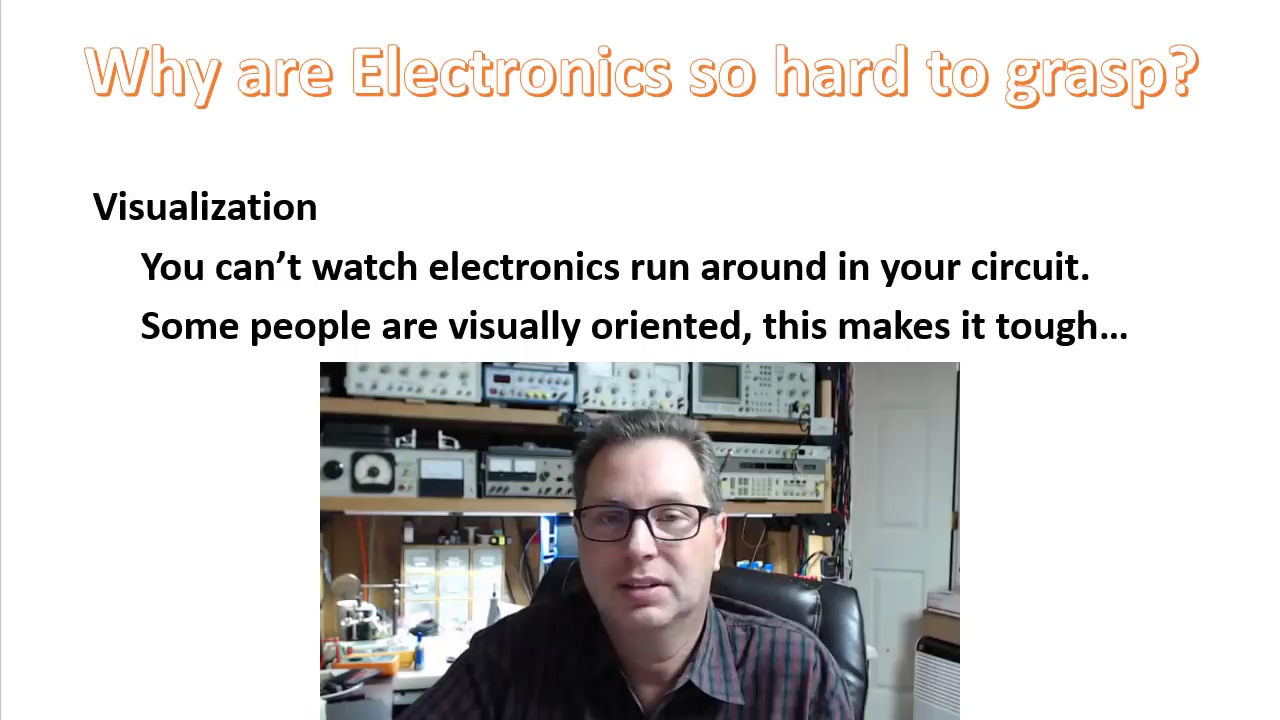 Why are Electronics so hard to grasp?
Visualization
You can’t watch electronics run around in your circuit.
Some people are visually oriented, this makes it tough...